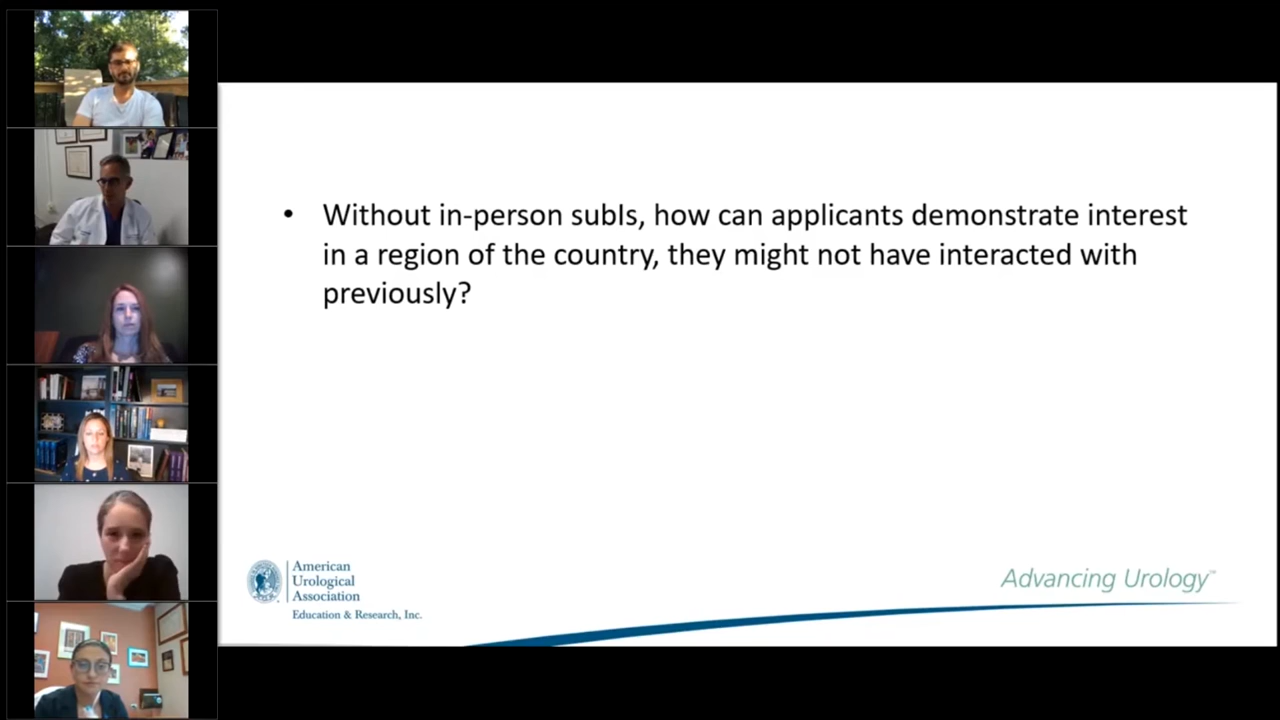 • Without in-person subIs, how can applicants demonstrate interest
in a region of the country, they might not have interacted with
previously?
American
Urological
Association
Education & Research, Inc.
Advancing Urology™